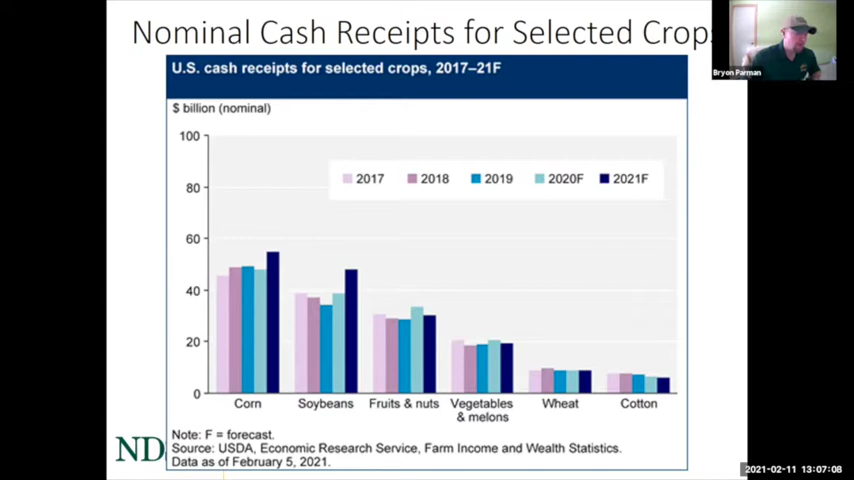 Nominal Cash Receipts for Selected Crops
Bryon Parman
U.S. cash receipts for selected crops, 2017–21F
$ billion (nominal)
100
80
60
40
20
0
2017 2018 2019 2020F 2021F
Corn Soybeans Fruits & nuts Vegetables & melons Wheat Cotton
Note: F = forecast.
Source: USDA, Economic Research Service, Farm Income and Wealth Statistics.
Data as of February 5, 2021.
ND
2021-02-11 13:07:08